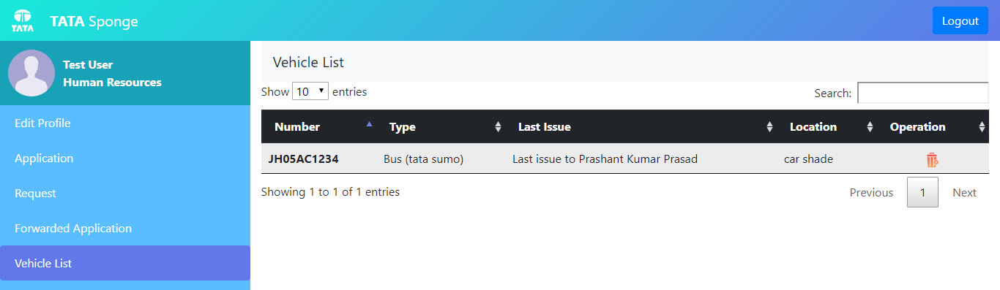 TATA
TATA Sponge
Logout
Test User
Human Resources
Edit Profile
Application
Request
Forwarded Application
Vehicle List
Vehicle List
Show 10 entries
Search:
Number Type Last Issue Location Operation
JH05AC1234 Bus (tata sumo) Last issue to Prashant Kumar Prasad car shade
Showing 1 to 1 of 1 entries
Previous 1 Next